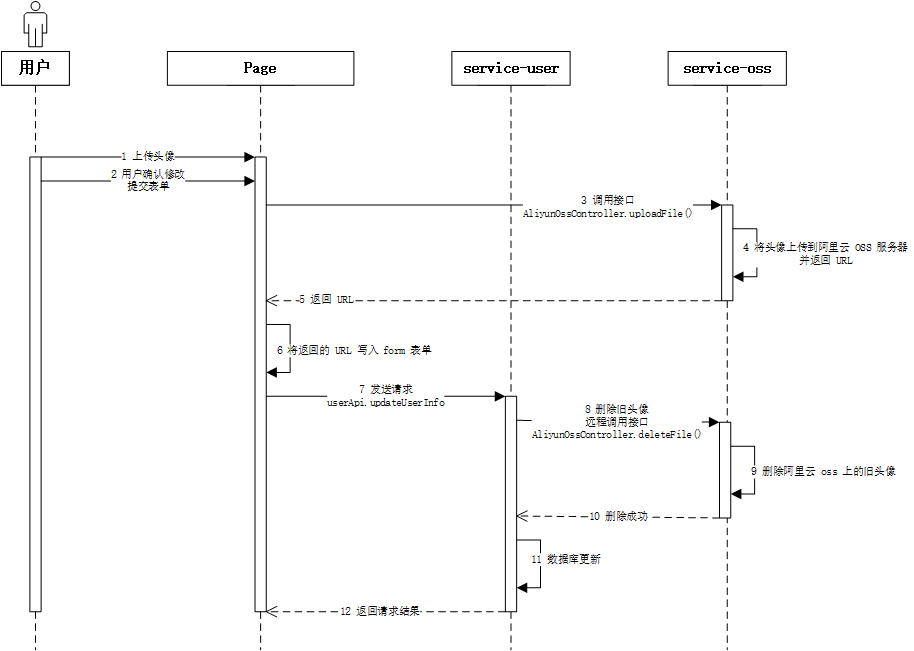 用户
Page
service-user
service-oss
1 上传头像
2 用户确认修改
提交表单
3 调用接口
AliyunOssController.uploadFile()
4 将头像上传到阿里云 OSS 服务器
并返回 URL
5 返回 URL
6 将返回的 URL 写入 form 表单
7 发送请求
userApi.updateUserInfo
8 删除旧头像
远程调用接口
AliyunOssController.deleteFile()
9 删除阿里云 oss 上的旧头像
10 删除成功
11 数据库更新
12 返回请求结果